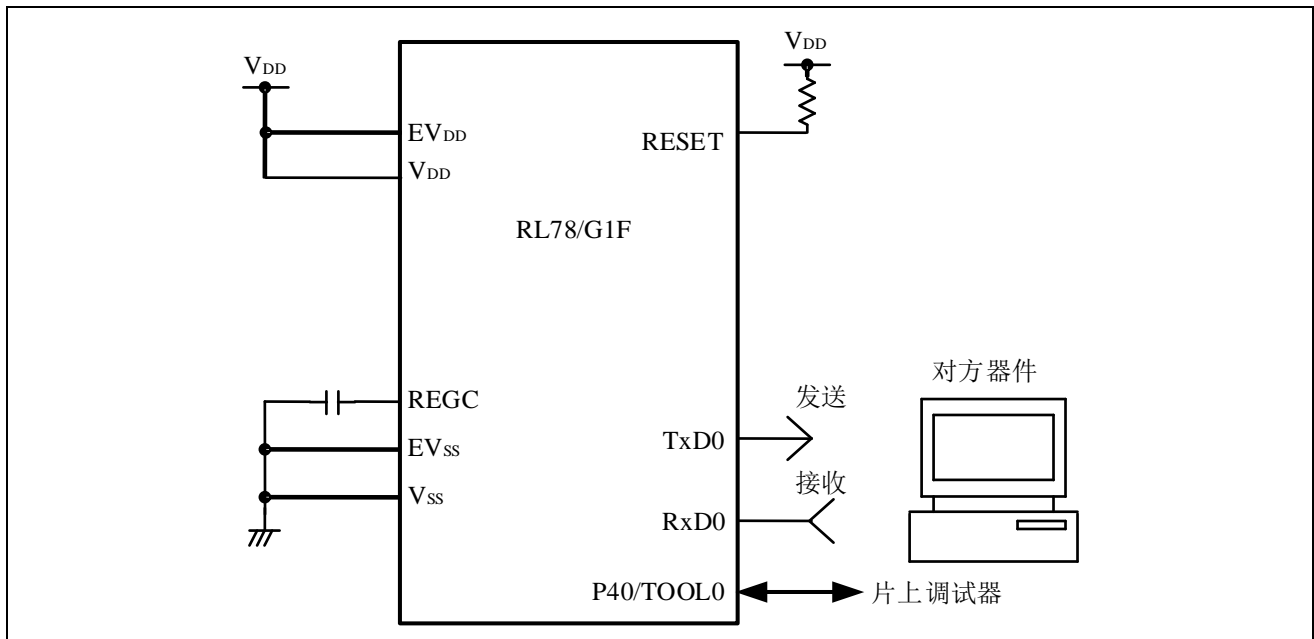 VDD
VDD
EVDD
RESET
VDD
RL78/G1F
对方器件
REGC
发送
EVSS
TxD0
接收
VSS
RxD0
P40/TOOL0
片上调试器